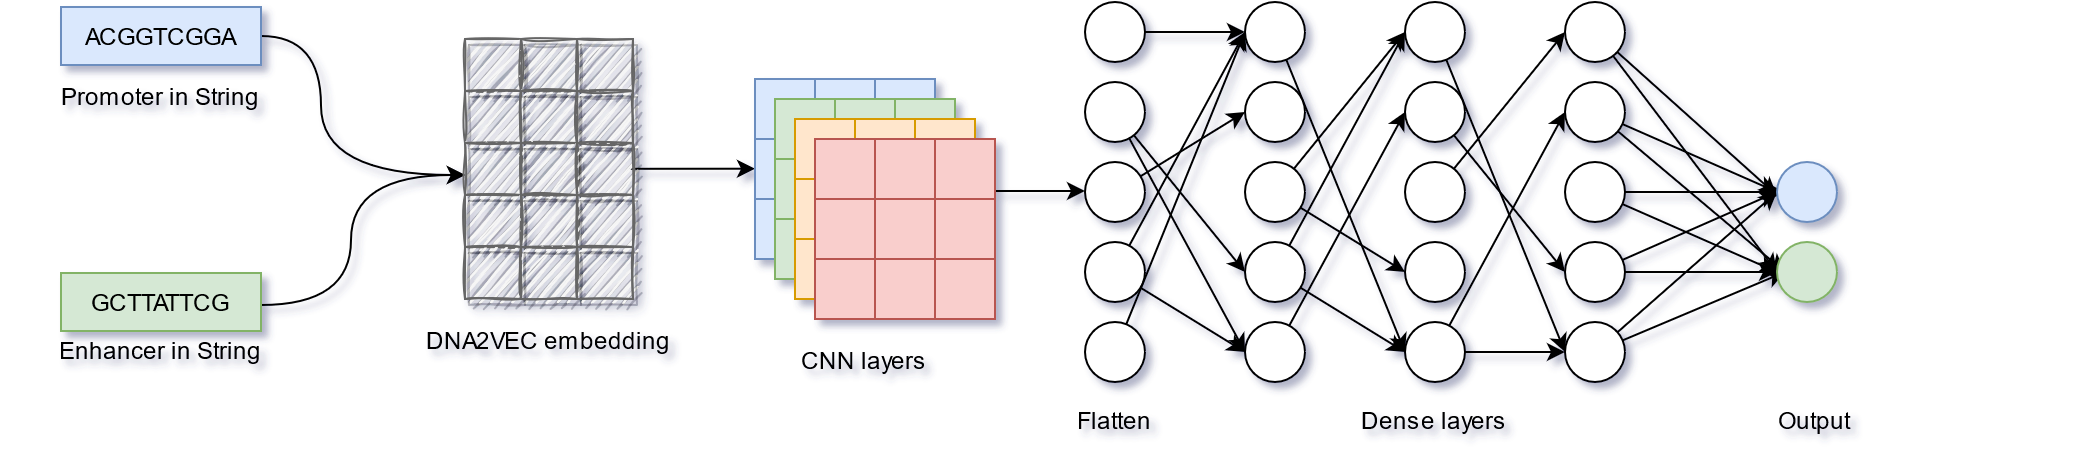 ACGGTCGGA
Promoter in String
GCTTATTCG
Enhancer in String
DNA2VEC embedding
CNN layers
Flatten
Dense layers
Output